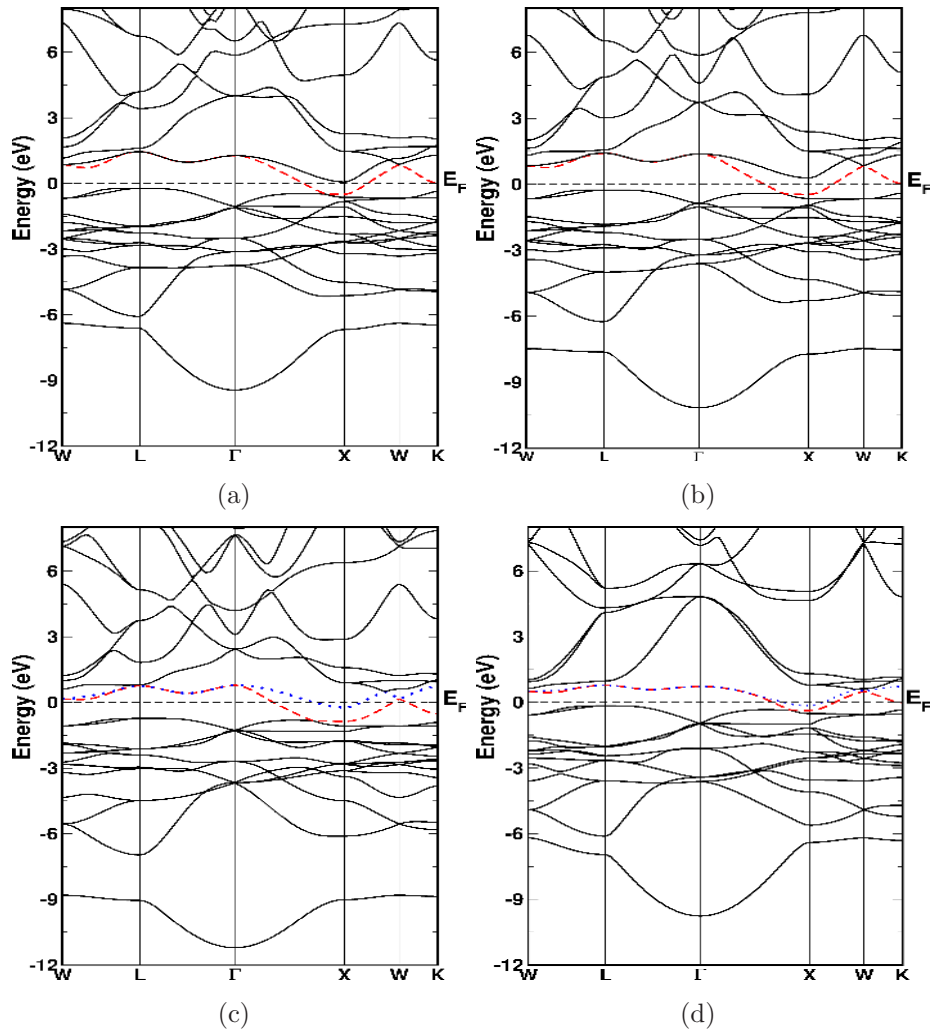 6
3
0
-3
-6
-9
-12
Energy (eV)
E_F
W L Γ X W K
(a)
6
3
0
-3
-6
-9
-12
Energy (eV)
E_F
W L Γ X W K
(b)
6
3
0
-3
-6
-9
-12
Energy (eV)
E_F
W L Γ X W K
(c)
6
3
0
-3
-6
-9
-12
Energy (eV)
E_F
W L Γ X W K
(d)